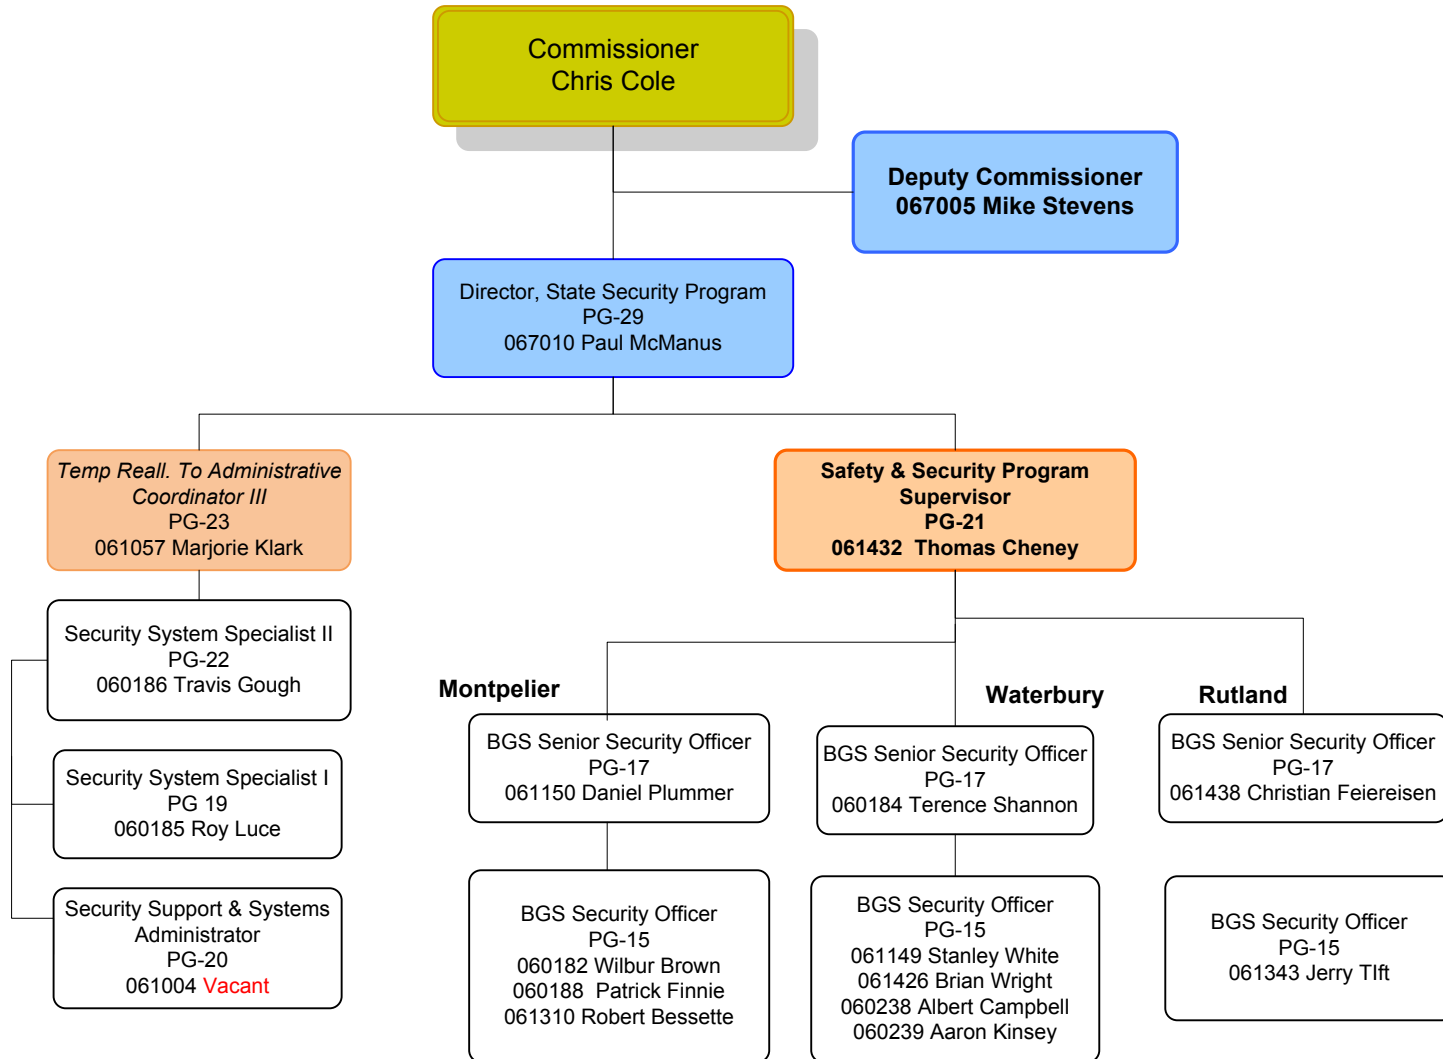 Commissioner
Chris Cole
Deputy Commissioner
067005 Mike Stevens
Director, State Security Program
PG-29
067010 Paul McManus
Temp Reall. To Administrative
Coordinator III
PG-23
061057 Marjorie Klark
Safety & Security Program
Supervisor
PG-21
061432 Thomas Cheney
Security System Specialist II
PG-22
060186 Travis Gough
Security System Specialist I
PG 19
060185 Roy Luce
Security Support & Systems
Administrator
PG-20
061004 Vacant
Montpelier
BGS Senior Security Officer
PG-17
061150 Daniel Plummer
BGS Security Officer
PG-15
060182 Wilbur Brown
060188 Patrick Finnie
061310 Robert Bessette
Waterbury
BGS Senior Security Officer
PG-17
060184 Terence Shannon
BGS Security Officer
PG-15
061149 Stanley White
061426 Brian Wright
060238 Albert Campbell
060239 Aaron Kinsey
Rutland
BGS Senior Security Officer
PG-17
061438 Christian Feiereisen
BGS Security Officer
PG-15
061343 Jerry TIft